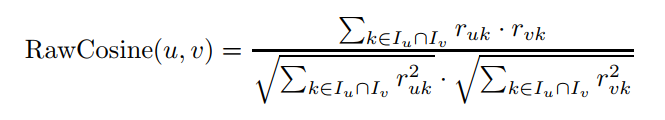 RawCosine(u, v) = \frac{\sum_{k \in I_u \cap I_v} r_{uk} \cdot r_{vk}}{\sqrt{\sum_{k \in I_u \cap I_v} r_{uk}^2} \cdot \sqrt{\sum_{k \in I_u \cap I_v} r_{vk}^2}}